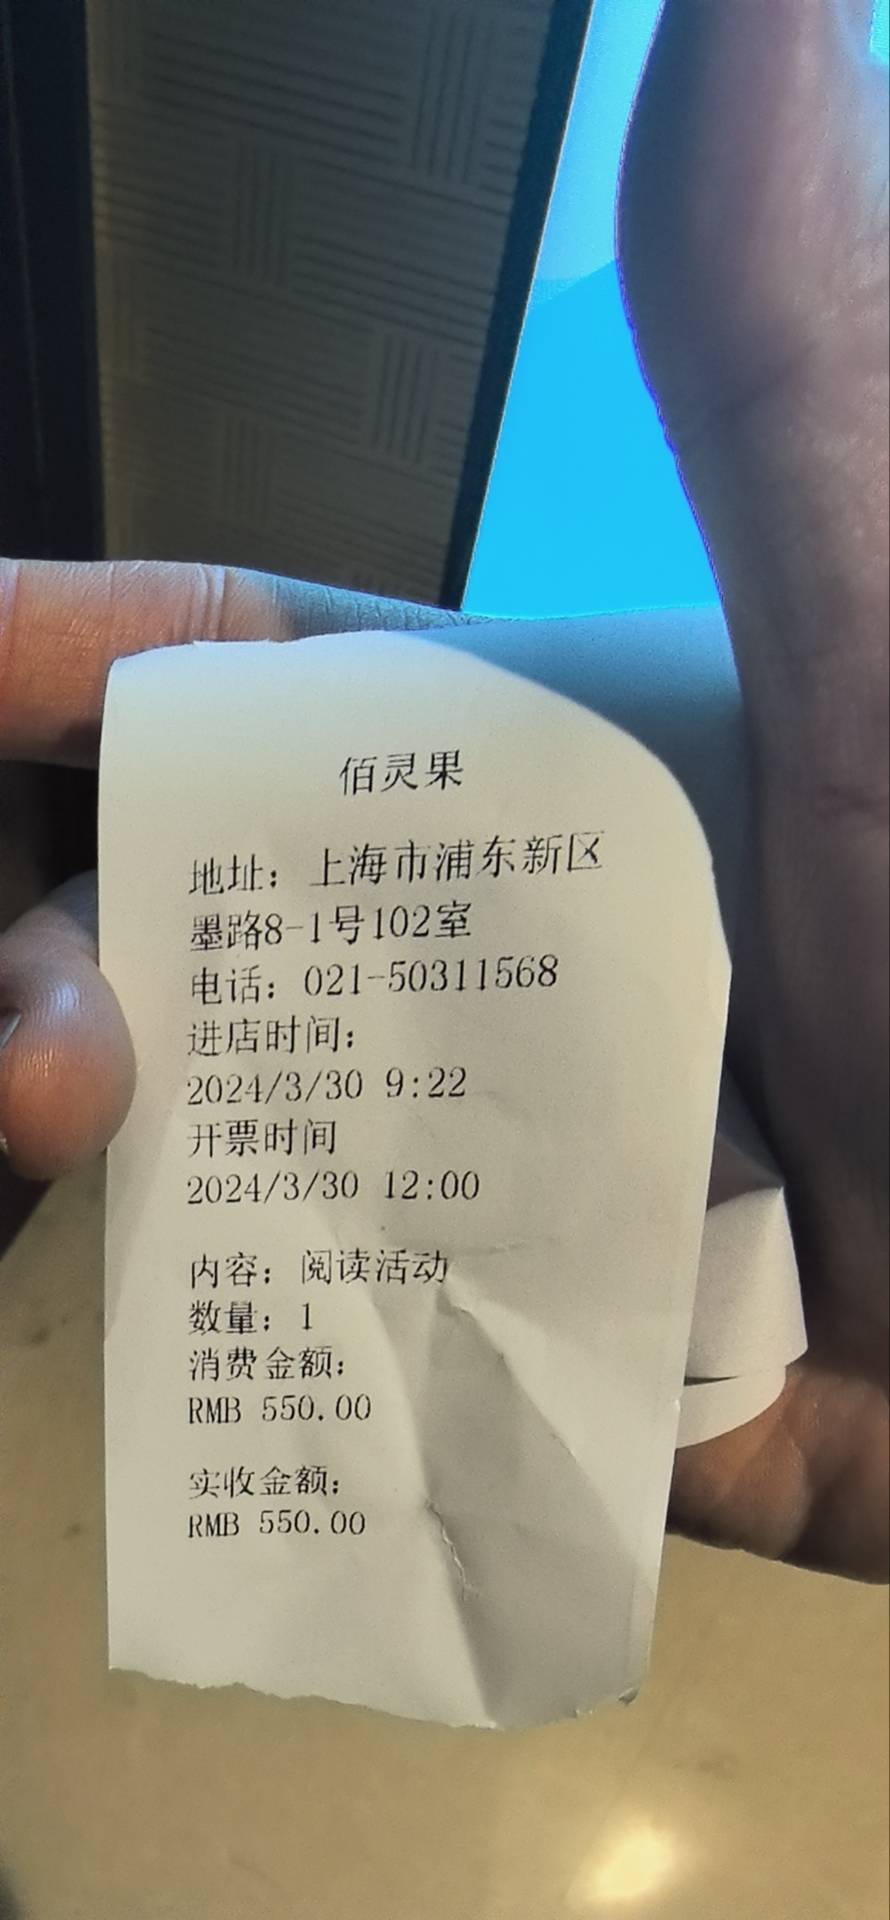 佰灵果
地址：上海市浦东新区
墨路8-1号102室
电话：021-50311568
进店时间：
2024/3/30 9:22
开票时间
2024/3/30 12:00
内容：阅读活动
数量：1
消费金额：
RMB 550.00
实收金额：
RMB 550.00